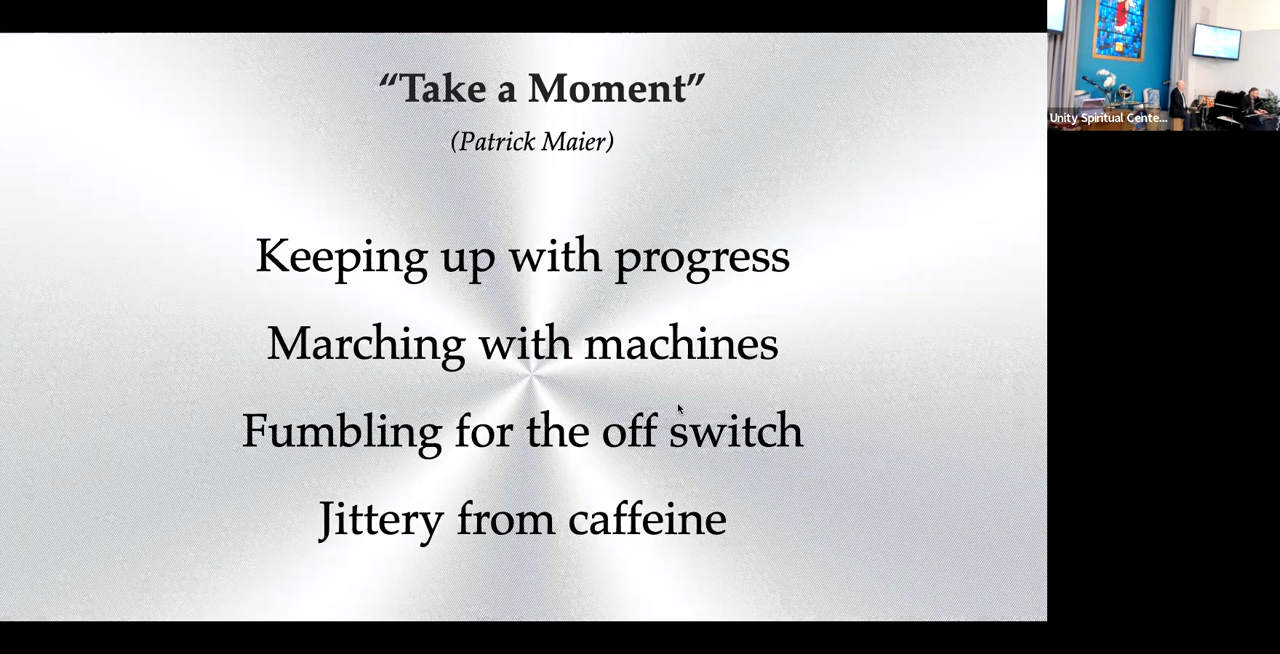 “Take a Moment”
(Patrick Maier)
Keeping up with progress
Marching with machines
Fumbling for the off switch
Jittery from caffeine
Unity Spiritual Cente...